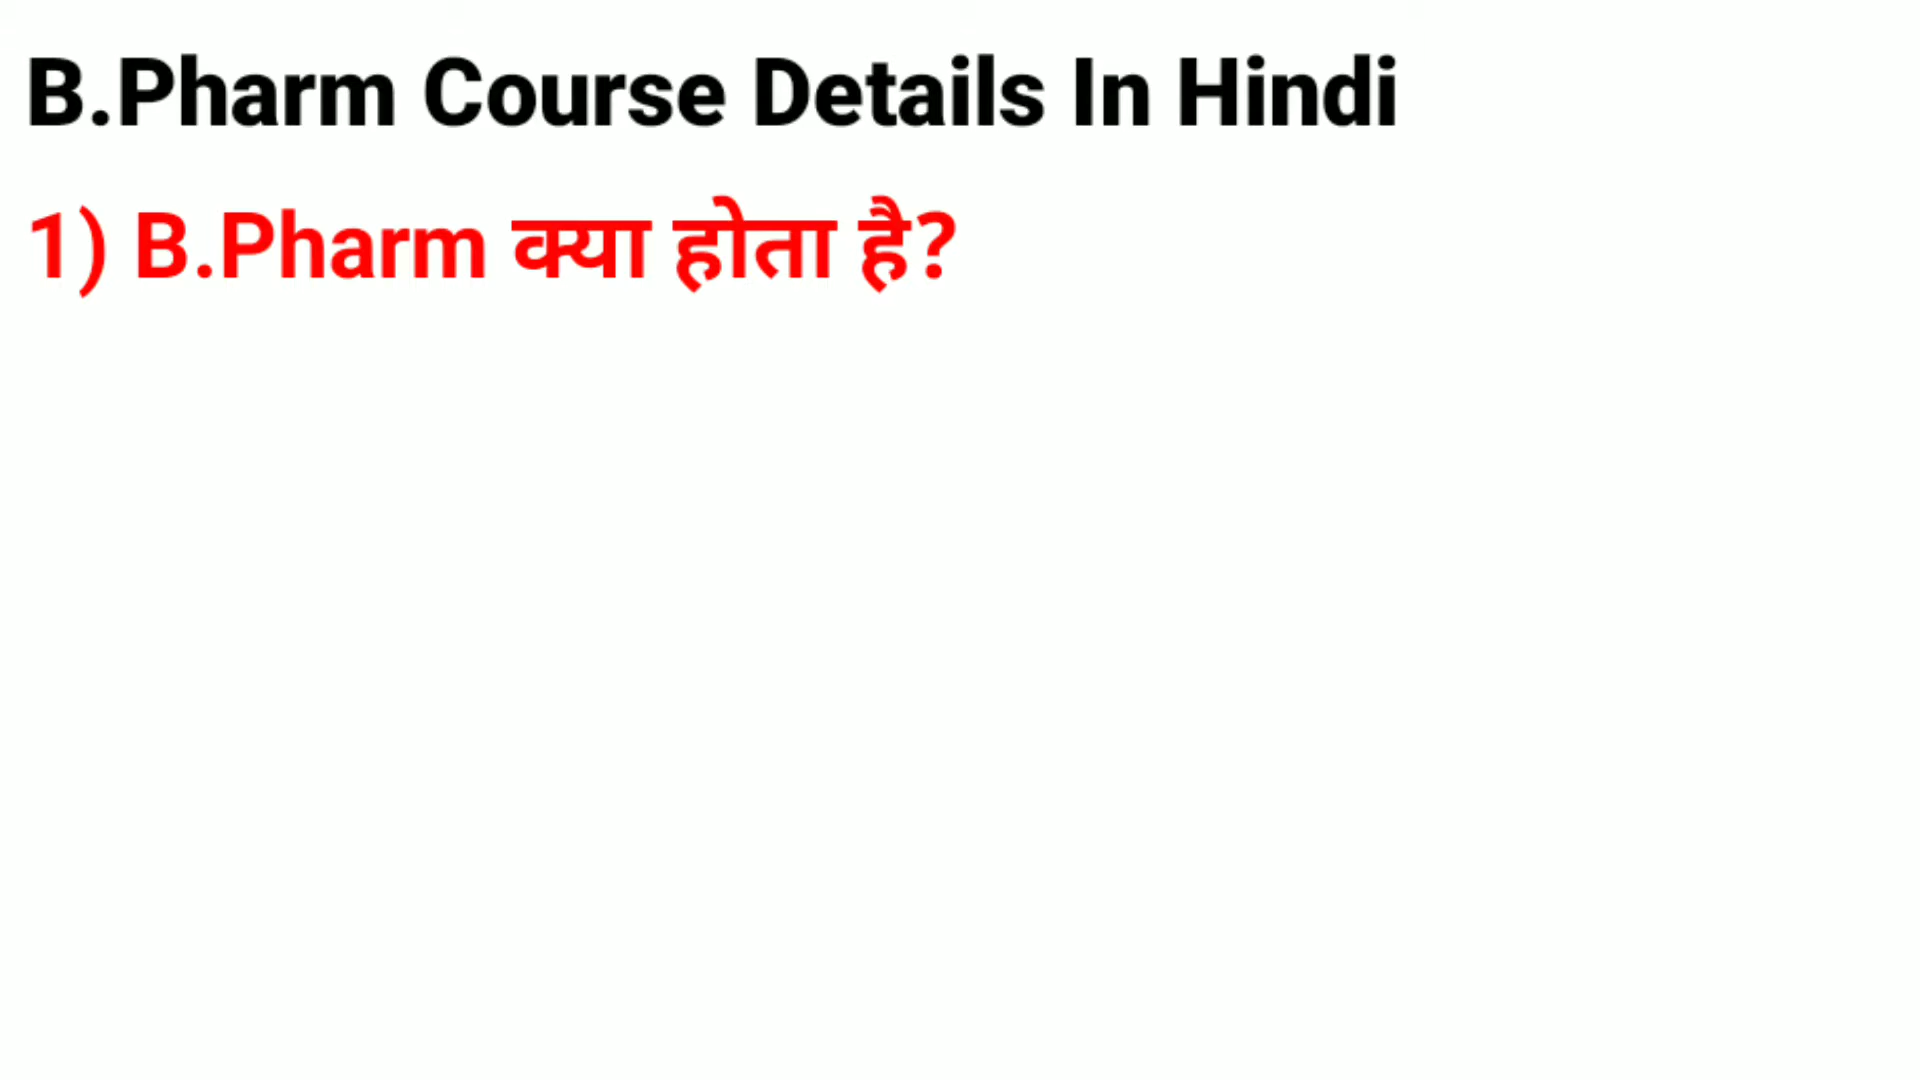 B.Pharm Course Details In Hindi
1) B.Pharm क्या होता है?